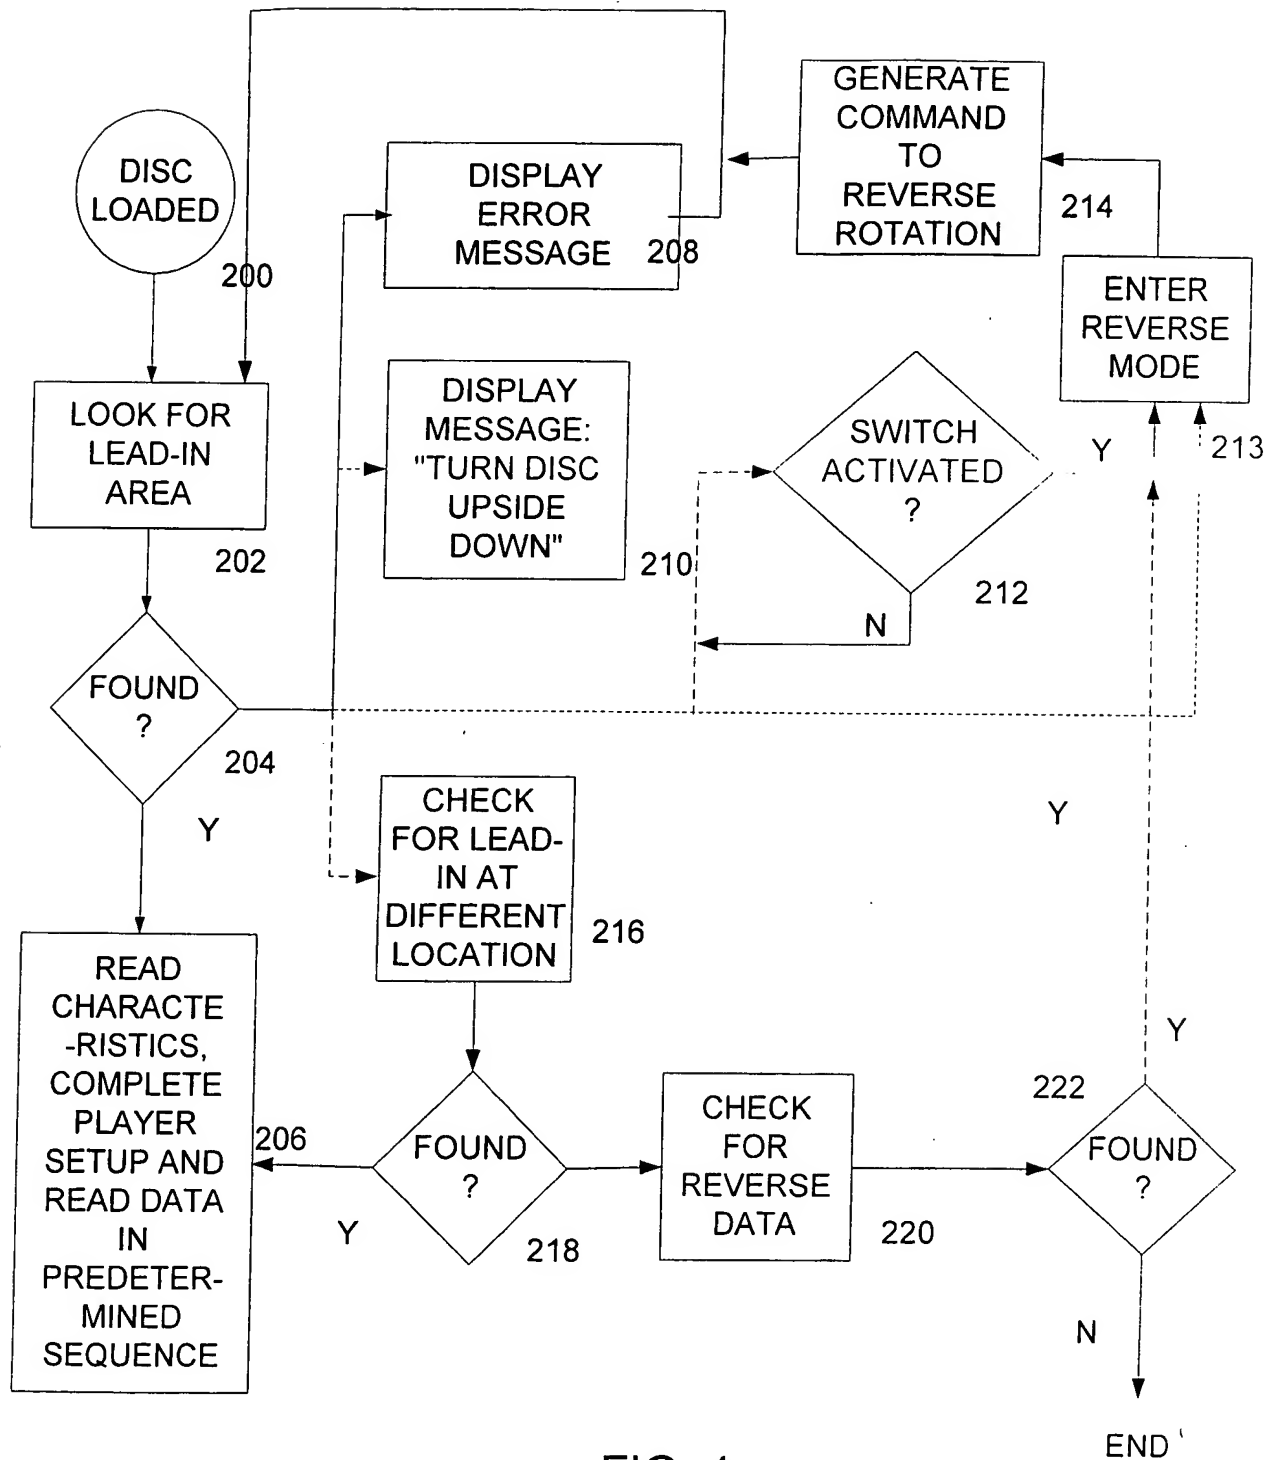 DISC
LOADED
200
LOOK FOR
LEAD-IN
AREA
202
FOUND
?
204
Y
READ
CHARACTE
-RISTICS,
COMPLETE
PLAYER
SETUP AND
READ DATA
IN
PREDETER-
MINED
SEQUENCE
206
DISPLAY
ERROR
MESSAGE
208
DISPLAY
MESSAGE:
"TURN DISC
UPSIDE
DOWN"
210
SWITCH
ACTIVATED
?
212
N
Y
GENERATE
COMMAND
TO
REVERSE
ROTATION
214
ENTER
REVERSE
MODE
213
CHECK
FOR LEAD-
IN AT
DIFFERENT
LOCATION
216
FOUND
?
218
Y
CHECK
FOR
REVERSE
DATA
220
FOUND
?
222
Y
Y
N
END